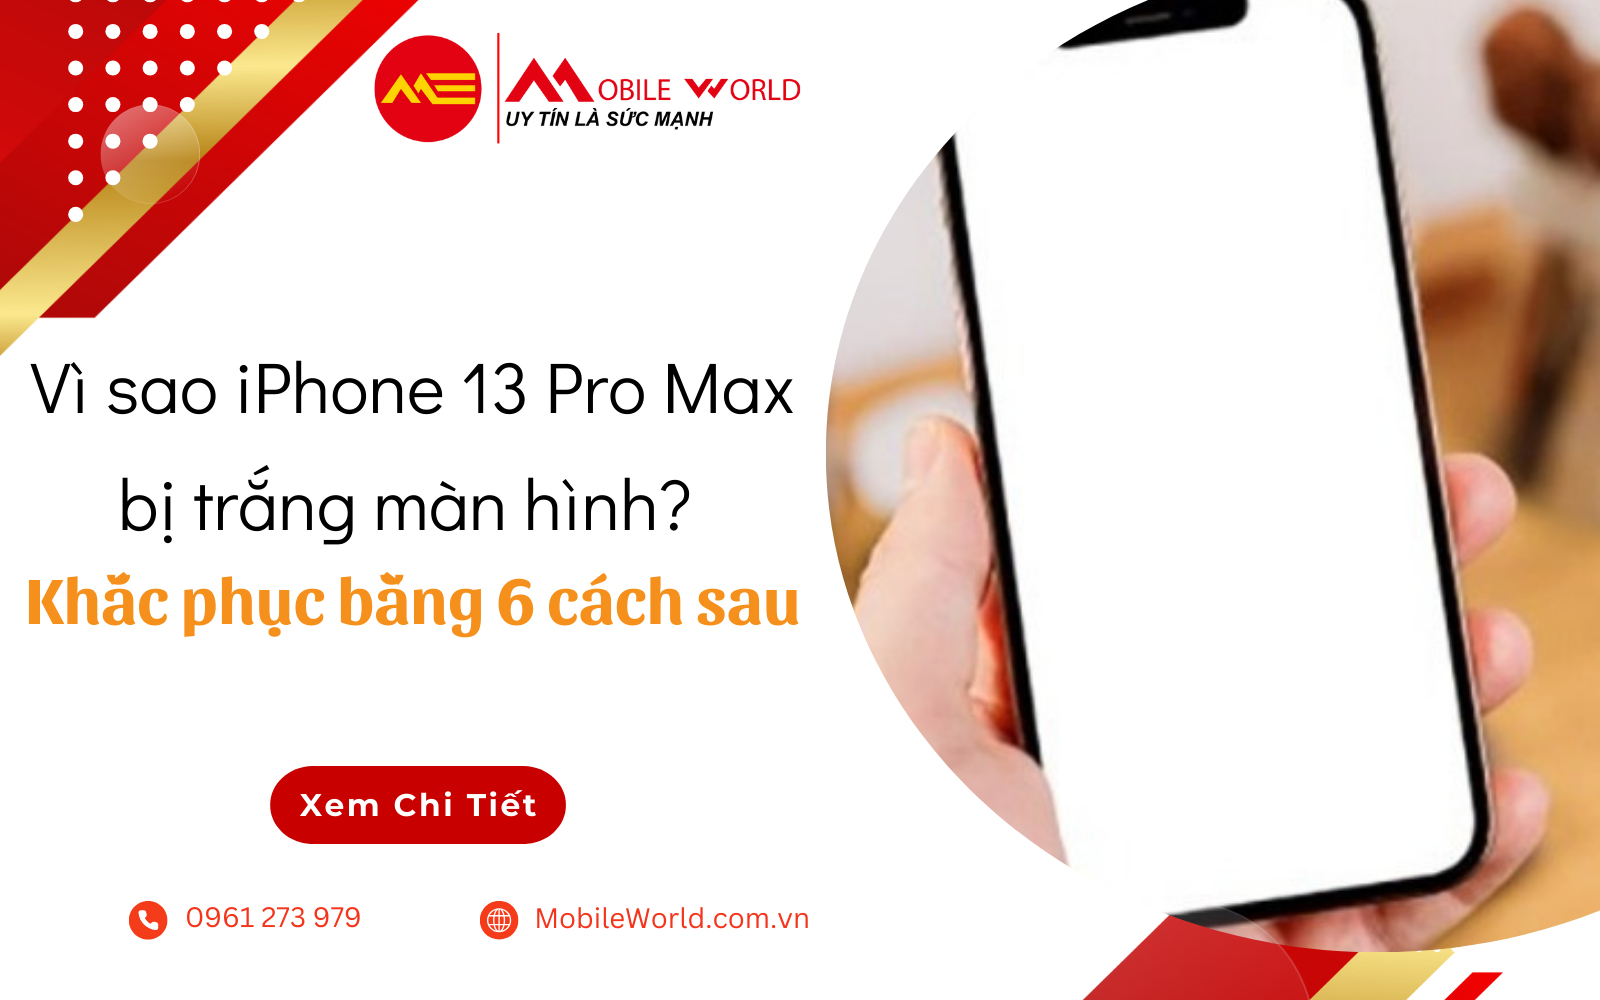 MOBILE WORLD
UY TÍN LÀ SỨC MẠNH
Vì sao iPhone 13 Pro Max
bị trắng màn hình?
Khắc phục bằng 6 cách sau
Xem Chi Tiết
0961 273 979
MobileWorld.com.vn